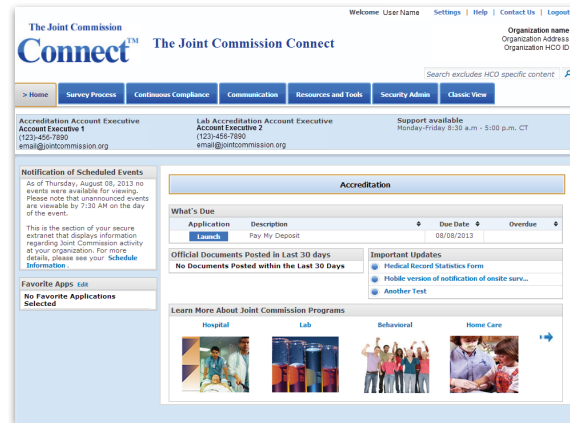 Welcome User Name Settings | Help | Contact Us | Logout
The Joint Commission
Connect™
The Joint Commission Connect
Organization name
Organization Address
Organization HCO ID
Search excludes HCO specific content
> Home Survey Process Continuous Compliance Communication Resources and Tools Security Admin Classic View
Accreditation Account Executive
Account Executive 1
(123)-456-7890
email@jointcommission.org
Lab Accreditation Account Executive
Account Executive 2
(123)-456-7890
email@jointcommission.org
Support available
Monday-Friday 8:30 a.m - 5:00 p.m. CT
Notification of Scheduled Events
As of Thursday, August 08, 2013 no
events were available for viewing.
Please note that unannounced events
are viewable by 7:30 AM on the day
of the event.
This is the section of your secure
extranet that displays information
regarding Joint Commission activity
at your organization. For more
details, please see your Schedule
Information .
Favorite Apps Edit
No Favorite Applications
Selected
Accreditation
What's Due
Application Description Due Date Overdue
Launch Pay My Deposit 08/08/2013
Official Documents Posted in Last 30 days
No Documents Posted within the Last 30 Days
Important Updates
Medical Record Statistics Form
Mobile version of notification of onsite surv...
Another Test
Learn More About Joint Commission Programs
Hospital Lab Behavioral Home Care